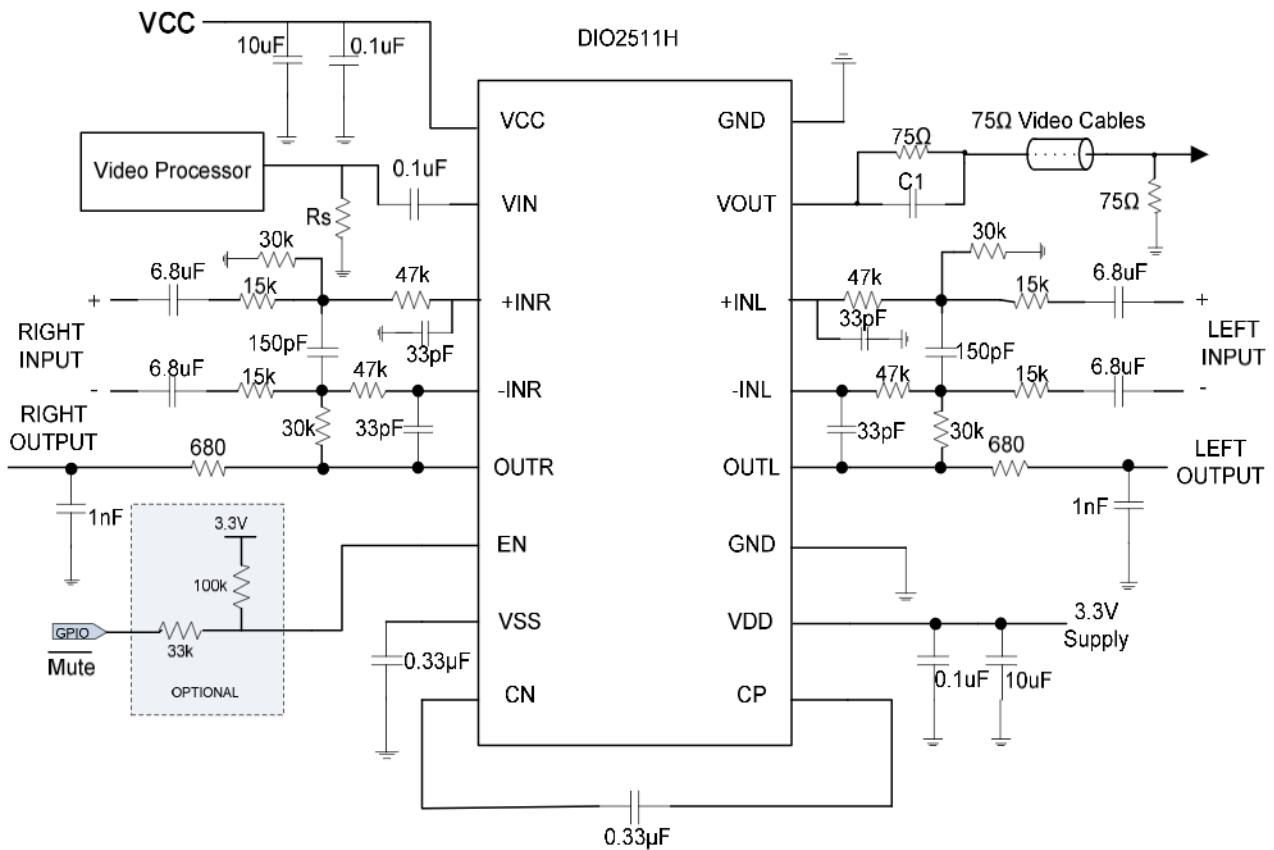 VCC
10uF
0.1uF
DIO2511H
VCC
GND
Video Processor
0.1uF
VIN
Rs
VOUT
75Ω
C1
75Ω Video Cables
75Ω
30k
6.8uF
15k
47k
+
+INR
33pF
RIGHT
INPUT
150pF
-
6.8uF
15k
47k
-INR
30k
33pF
RIGHT
OUTPUT
680
OUTR
1nF
30k
47k
15k
6.8uF
+INL
+
33pF
150pF
LEFT
INPUT
-INL
47k
15k
6.8uF
-
33pF
30k
OUTL
680
LEFT
OUTPUT
1nF
3.3V
EN
100k
GPIO
33k
Mute
OPTIONAL
GND
VSS
0.33µF
VDD
3.3V
Supply
0.1uF
10uF
CN
CP
0.33µF